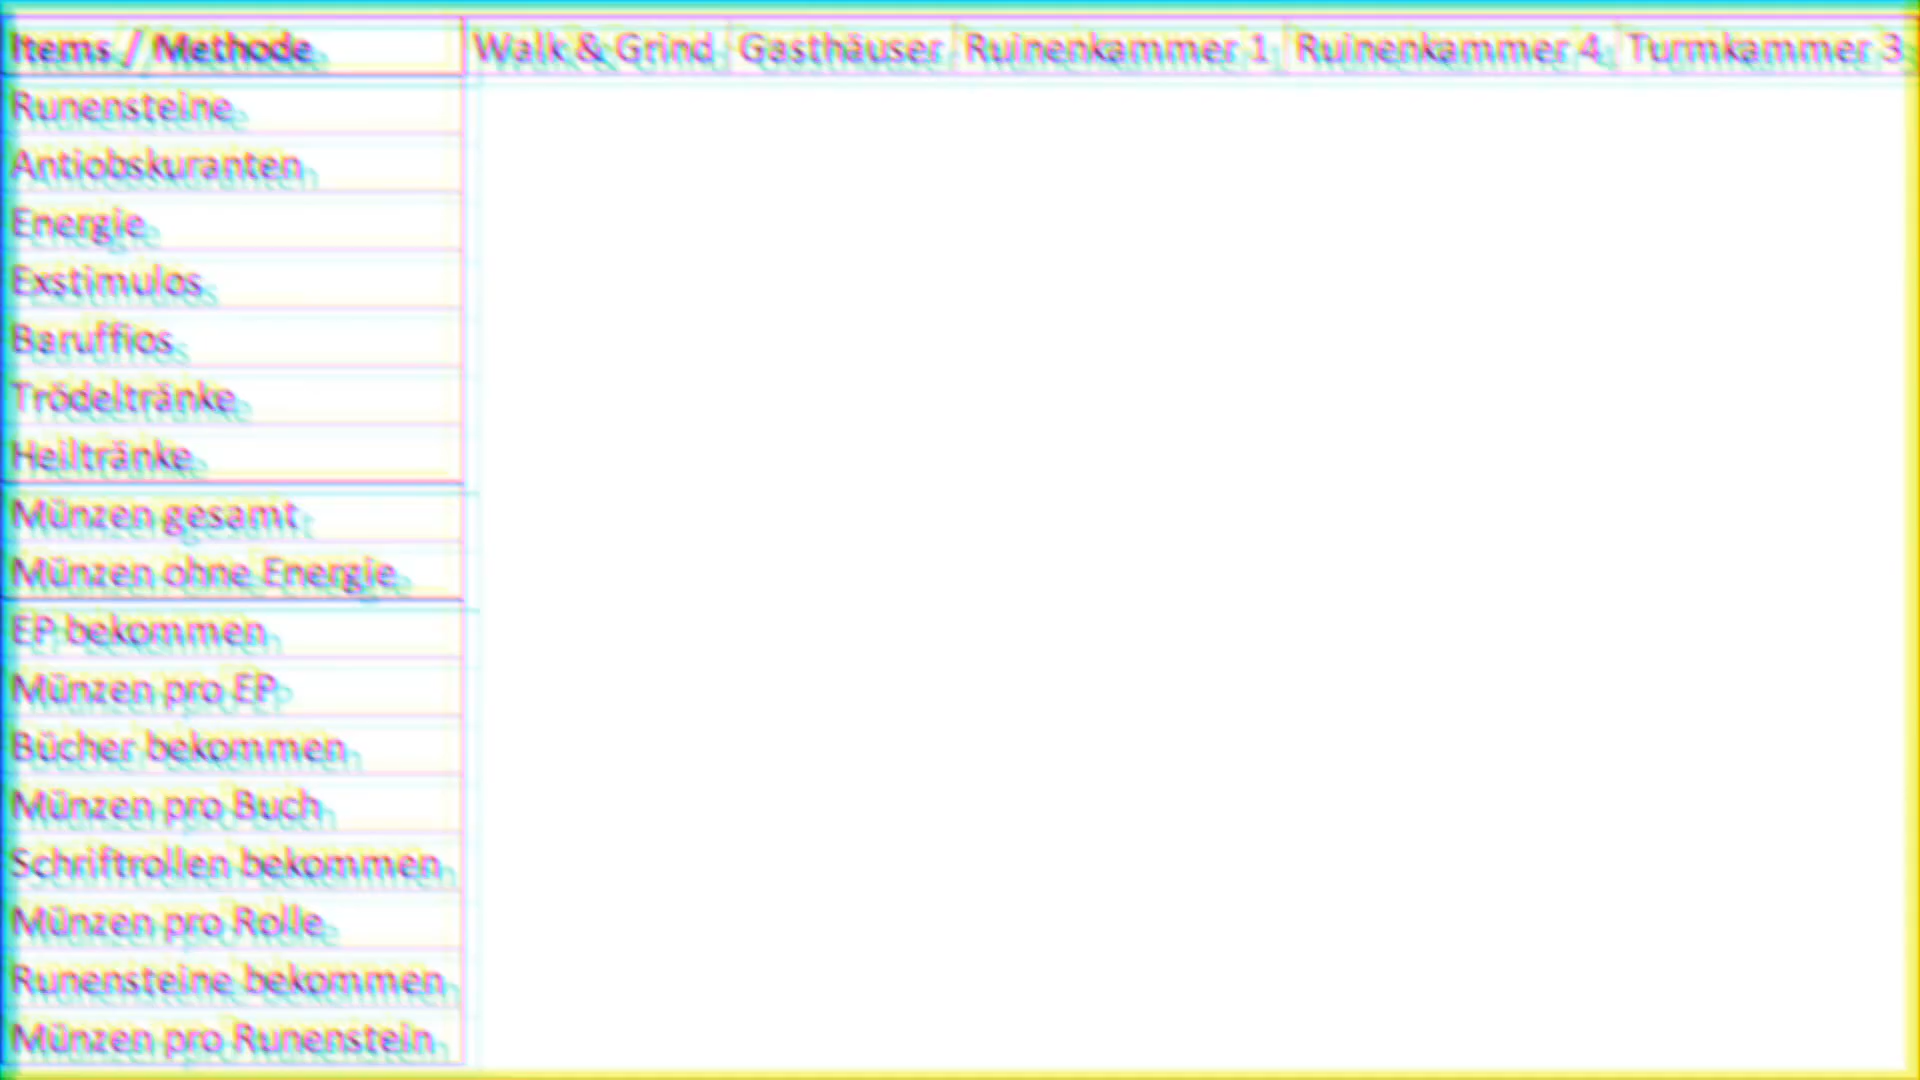 Items / Methode Walk & Grind Gasthäuser Ruinenkammer 1 Ruinenkammer 4 Turmkammer 3
Runensteine
Antiobskuranten
Energie
Exstimulos
Baruffios
Trödeltränke
Heiltränke
Münzen gesamt
Münzen ohne Energie
EP bekommen
Münzen pro EP
Bücher bekommen
Münzen pro Buch
Schriftrollen bekommen
Münzen pro Rolle
Runensteine bekommen
Münzen pro Runenstein